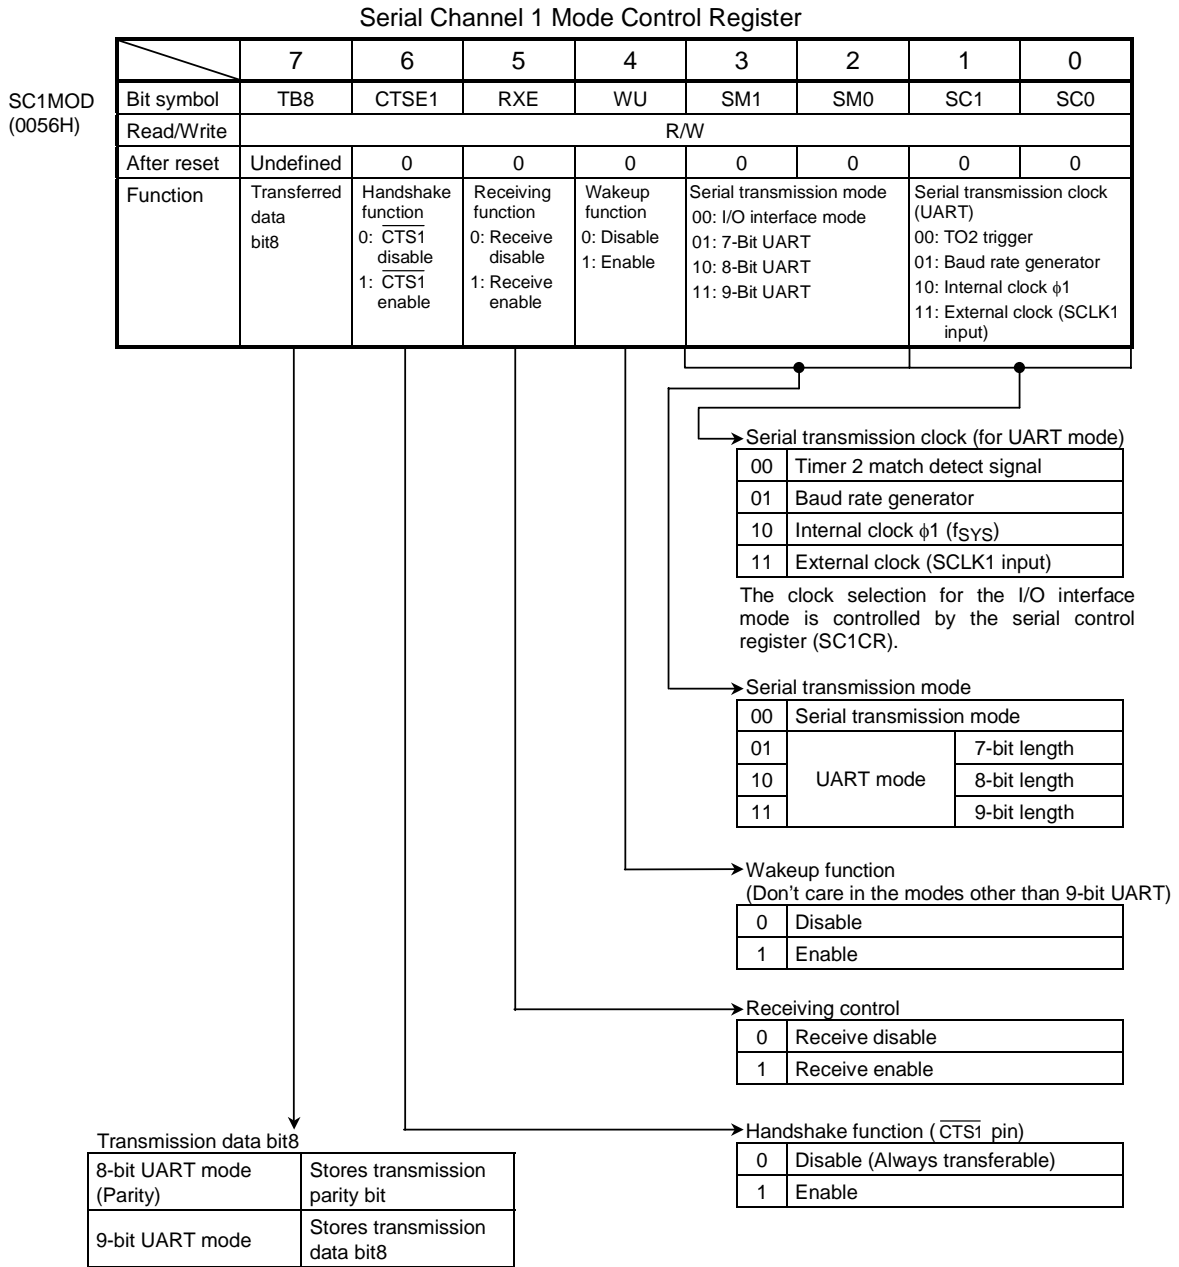 Serial Channel 1 Mode Control Register
SC1MOD
(0056H)
7 6 5 4 3 2 1 0
Bit symbol TB8 CTSE1 RXE WU SM1 SM0 SC1 SC0
Read/Write R/W
After reset Undefined 0 0 0 0 0 0 0
Function
Transferred
data
bit8
Handshake
function
0: CTS1
disable
1: CTS1
enable
Receiving
function
0: Receive
disable
1: Receive
enable
Wakeup
function
0: Disable
1: Enable
Serial transmission mode
00: I/O interface mode
01: 7-Bit UART
10: 8-Bit UART
11: 9-Bit UART
Serial transmission clock
(UART)
00: TO2 trigger
01: Baud rate generator
10: Internal clock ϕ1
11: External clock (SCLK1
input)
Serial transmission clock (for UART mode)
00 Timer 2 match detect signal
01 Baud rate generator
10 Internal clock ϕ1 (fSYS)
11 External clock (SCLK1 input)
The clock selection for the I/O interface
mode is controlled by the serial control
register (SC1CR).
Serial transmission mode
00 Serial transmission mode
01 UART mode 7-bit length
10 8-bit length
11 9-bit length
Wakeup function
(Don't care in the modes other than 9-bit UART)
0 Disable
1 Enable
Receiving control
0 Receive disable
1 Receive enable
Handshake function ( CTS1 pin)
0 Disable (Always transferable)
1 Enable
Transmission data bit8
8-bit UART mode
(Parity)
Stores transmission
parity bit
9-bit UART mode
Stores transmission
data bit8